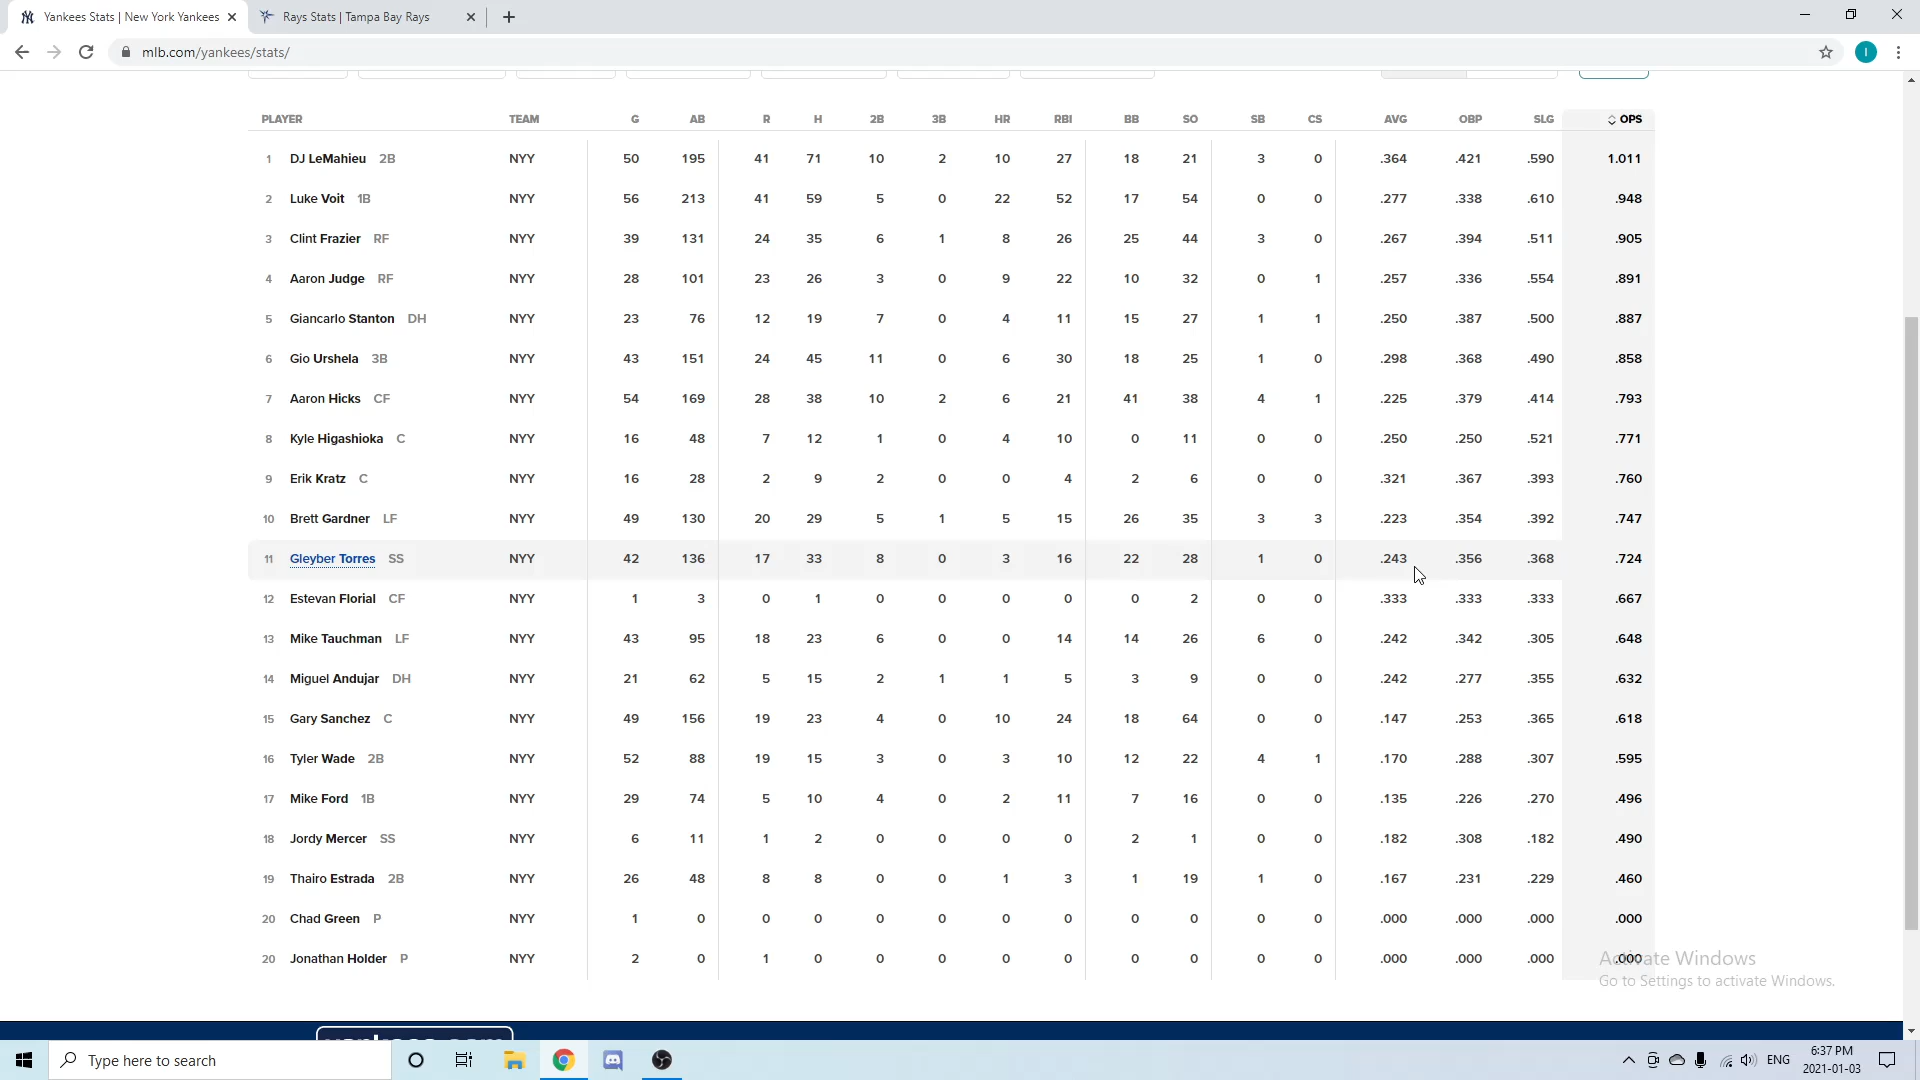 Yankees Stats | New York Yankees
Rays Stats | Tampa Bay Rays
mlb.com/yankees/stats/
I
PLAYER TEAM G AB R H 2B 3B HR RBI BB SO SB CS AVG OBP SLG OPS
1 DJ LeMahieu 2B NYY 50 195 41 71 10 2 10 27 18 21 3 0 .364 .421 .590 1.011
2 Luke Voit 1B NYY 56 213 41 59 5 0 22 52 17 54 0 0 .277 .338 .610 .948
3 Clint Frazier RF NYY 39 131 24 35 6 1 8 26 25 44 3 0 .267 .394 .511 .905
4 Aaron Judge RF NYY 28 101 23 26 3 0 9 22 10 32 0 1 .257 .336 .554 .891
5 Giancarlo Stanton DH NYY 23 76 12 19 7 0 4 11 15 27 1 1 .250 .387 .500 .887
6 Gio Urshela 3B NYY 43 151 24 45 11 0 6 30 18 25 1 0 .298 .368 .490 .858
7 Aaron Hicks CF NYY 54 169 28 38 10 2 6 21 41 38 4 1 .225 .379 .414 .793
8 Kyle Higashioka C NYY 16 48 7 12 1 0 4 10 0 11 0 0 .250 .250 .521 .771
9 Erik Kratz C NYY 16 28 2 9 2 0 0 4 2 6 0 0 .321 .367 .393 .760
10 Brett Gardner LF NYY 49 130 20 29 5 1 5 15 26 35 3 3 .223 .354 .392 .747
11 Gleyber Torres SS NYY 42 136 17 33 8 0 3 16 22 28 1 0 .243 .356 .368 .724
12 Estevan Florial CF NYY 1 3 0 1 0 0 0 0 0 2 0 0 .333 .333 .333 .667
13 Mike Tauchman LF NYY 43 95 18 23 6 0 0 14 14 26 6 0 .242 .342 .305 .648
14 Miguel Andujar DH NYY 21 62 5 15 2 1 1 5 3 9 0 0 .242 .277 .355 .632
15 Gary Sanchez C NYY 49 156 19 23 4 0 10 24 18 64 0 0 .147 .253 .365 .618
16 Tyler Wade 2B NYY 52 88 19 15 3 0 3 10 12 22 4 1 .170 .288 .307 .595
17 Mike Ford 1B NYY 29 74 5 10 4 0 2 11 7 16 0 0 .135 .226 .270 .496
18 Jordy Mercer SS NYY 6 11 1 2 0 0 0 0 2 1 0 0 .182 .308 .182 .490
19 Thairo Estrada 2B NYY 26 48 8 8 0 0 1 3 1 19 1 0 .167 .231 .229 .460
20 Chad Green P NYY 1 0 0 0 0 0 0 0 0 0 0 0 .000 .000 .000 .000
20 Jonathan Holder P NYY 2 0 1 0 0 0 0 0 0 0 0 0 .000 .000 .000 .000
Activate Windows
Go to Settings to activate Windows.
Type here to search
ENG
6:37 PM
2021-01-03